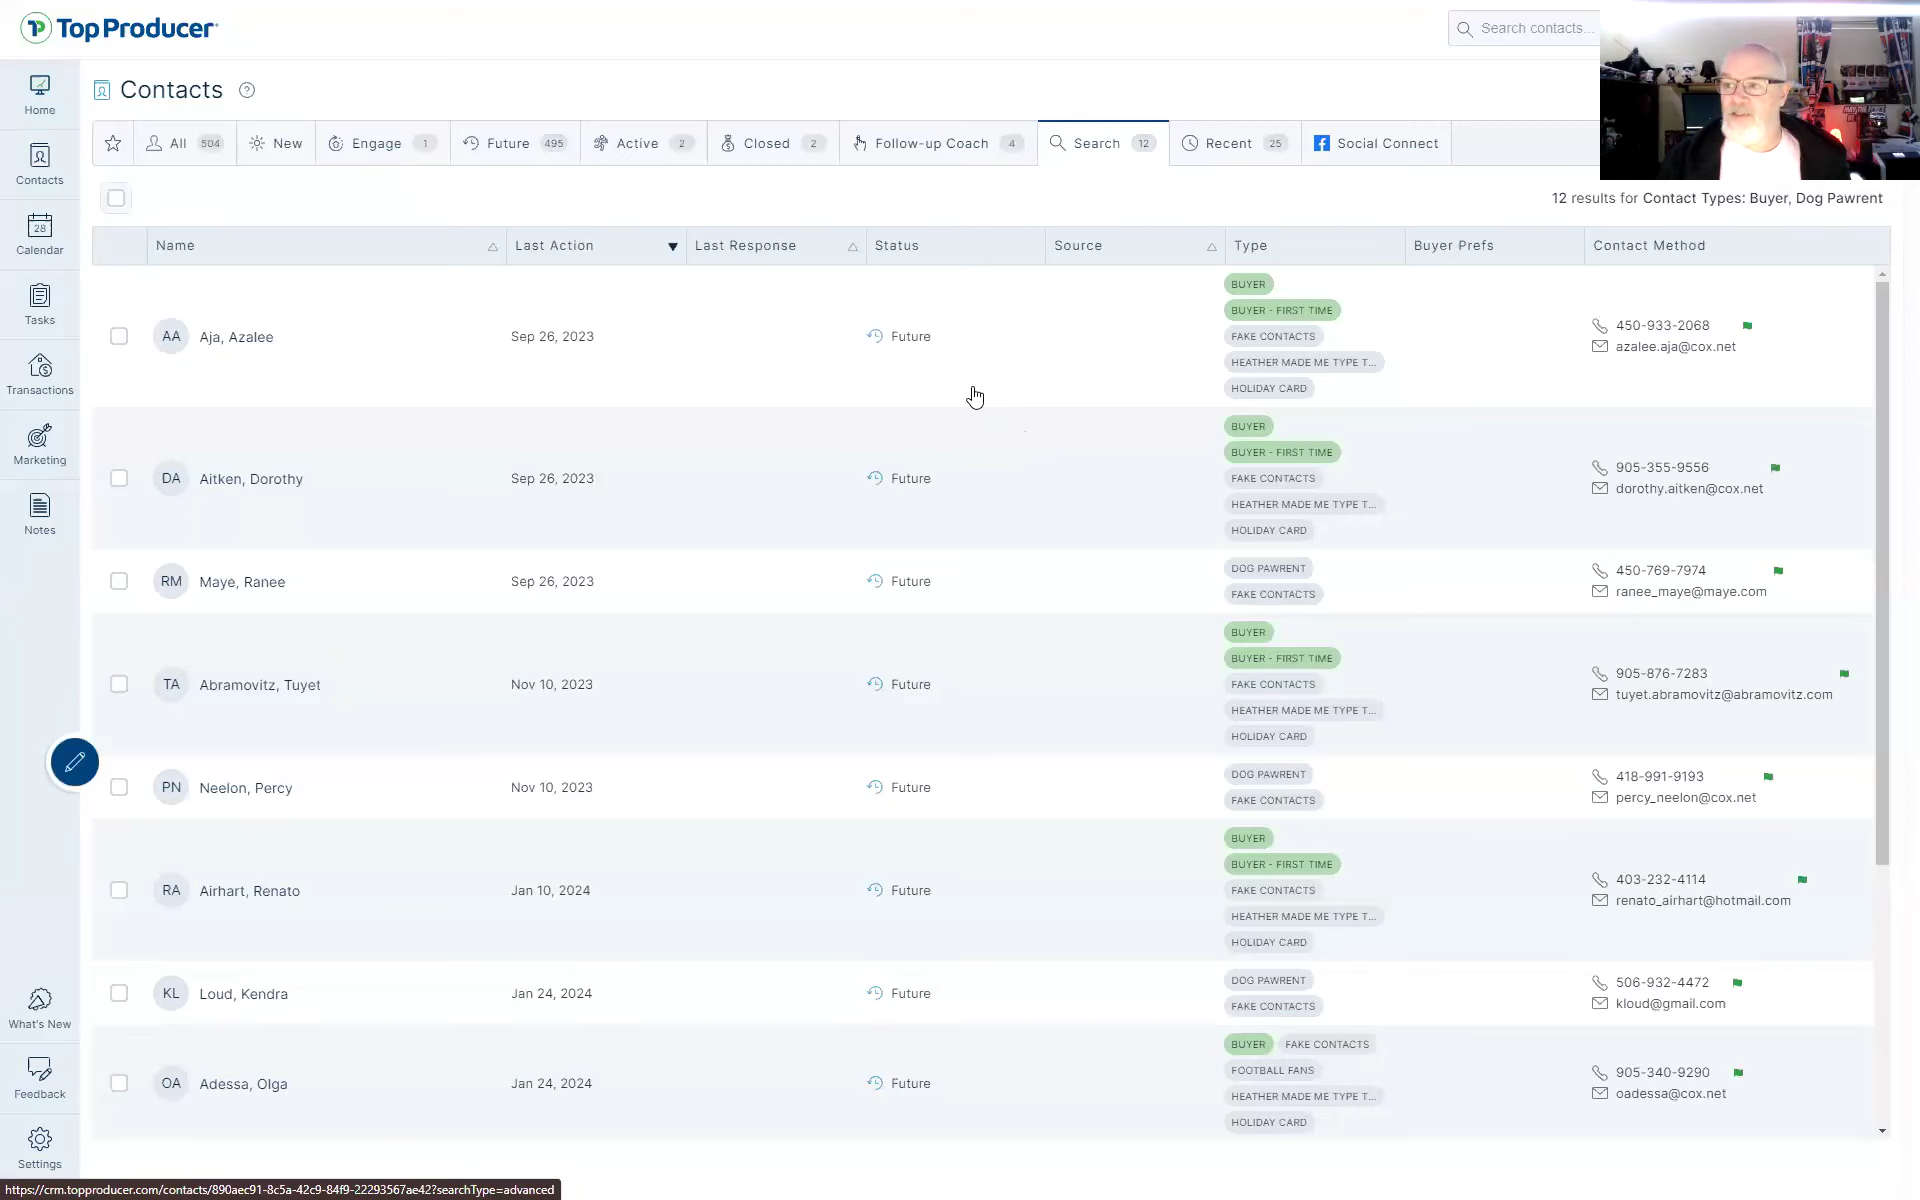 Top Producer
Search contacts...
Home
Contacts
28
Calendar
Tasks
Transactions
Marketing
Notes
What's New
Feedback
Settings
Contacts ?
All 504 New Engage 1 Future 495 Active 2 Closed 2 Follow-up Coach 4 Search 12 Recent 25 Social Connect
12 results for Contact Types: Buyer, Dog Pawrent
Name Last Action Last Response Status Source Type Buyer Prefs Contact Method
AA Aja, Azalee Sep 26, 2023 Future
BUYER
BUYER - FIRST TIME
FAKE CONTACTS
HEATHER MADE ME TYPE T...
HOLIDAY CARD
450-933-2068
azalee.aja@cox.net
DA Aitken, Dorothy Sep 26, 2023 Future
BUYER
BUYER - FIRST TIME
FAKE CONTACTS
HEATHER MADE ME TYPE T...
HOLIDAY CARD
905-355-9556
dorothy.aitken@cox.net
RM Maye, Ranee Sep 26, 2023 Future
DOG PAWRENT
FAKE CONTACTS
450-769-7974
ranee_maye@maye.com
TA Abramovitz, Tuyet Nov 10, 2023 Future
BUYER
BUYER - FIRST TIME
FAKE CONTACTS
HEATHER MADE ME TYPE T...
HOLIDAY CARD
905-876-7283
tuyet.abramovitz@abramovitz.com
PN Neelon, Percy Nov 10, 2023 Future
DOG PAWRENT
FAKE CONTACTS
418-991-9193
percy_neelon@cox.net
RA Airhart, Renato Jan 10, 2024 Future
BUYER
BUYER - FIRST TIME
FAKE CONTACTS
HEATHER MADE ME TYPE T...
HOLIDAY CARD
403-232-4114
renato_airhart@hotmail.com
KL Loud, Kendra Jan 24, 2024 Future
DOG PAWRENT
FAKE CONTACTS
506-932-4472
kloud@gmail.com
OA Adessa, Olga Jan 24, 2024 Future
BUYER FAKE CONTACTS
FOOTBALL FANS
HEATHER MADE ME TYPE T...
HOLIDAY CARD
905-340-9290
oadessa@cox.net
https://crm.topproducer.com/contacts/890aec91-8c5a-42c9-84f9-22293567ae42?searchType=advanced